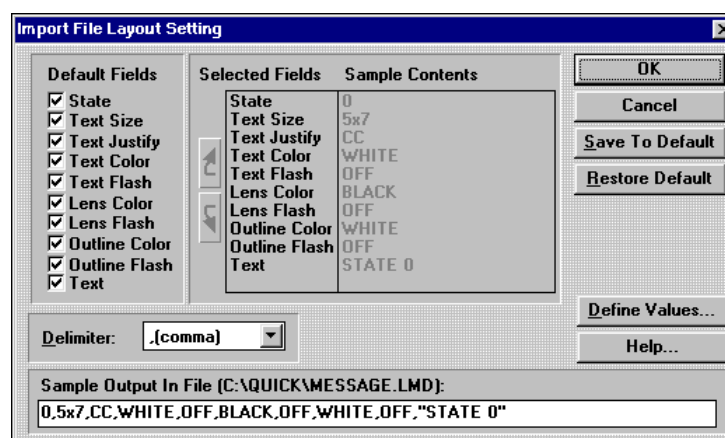 Import File Layout Setting
Default Fields
State
Text Size
Text Justify
Text Color
Text Flash
Lens Color
Lens Flash
Outline Color
Outline Flash
Text
Selected Fields Sample Contents
State 0
Text Size 5x7
Text Justify CC
Text Color WHITE
Text Flash OFF
Lens Color BLACK
Lens Flash OFF
Outline Color WHITE
Outline Flash OFF
Text STATE 0
OK
Cancel
Save To Default
Restore Default
Define Values...
Help...
Delimiter: ,(comma)
Sample Output In File (C:\QUICK\MESSAGE.LMD):
0,5x7,CC,WHITE,OFF,BLACK,OFF,WHITE,OFF,"STATE 0"